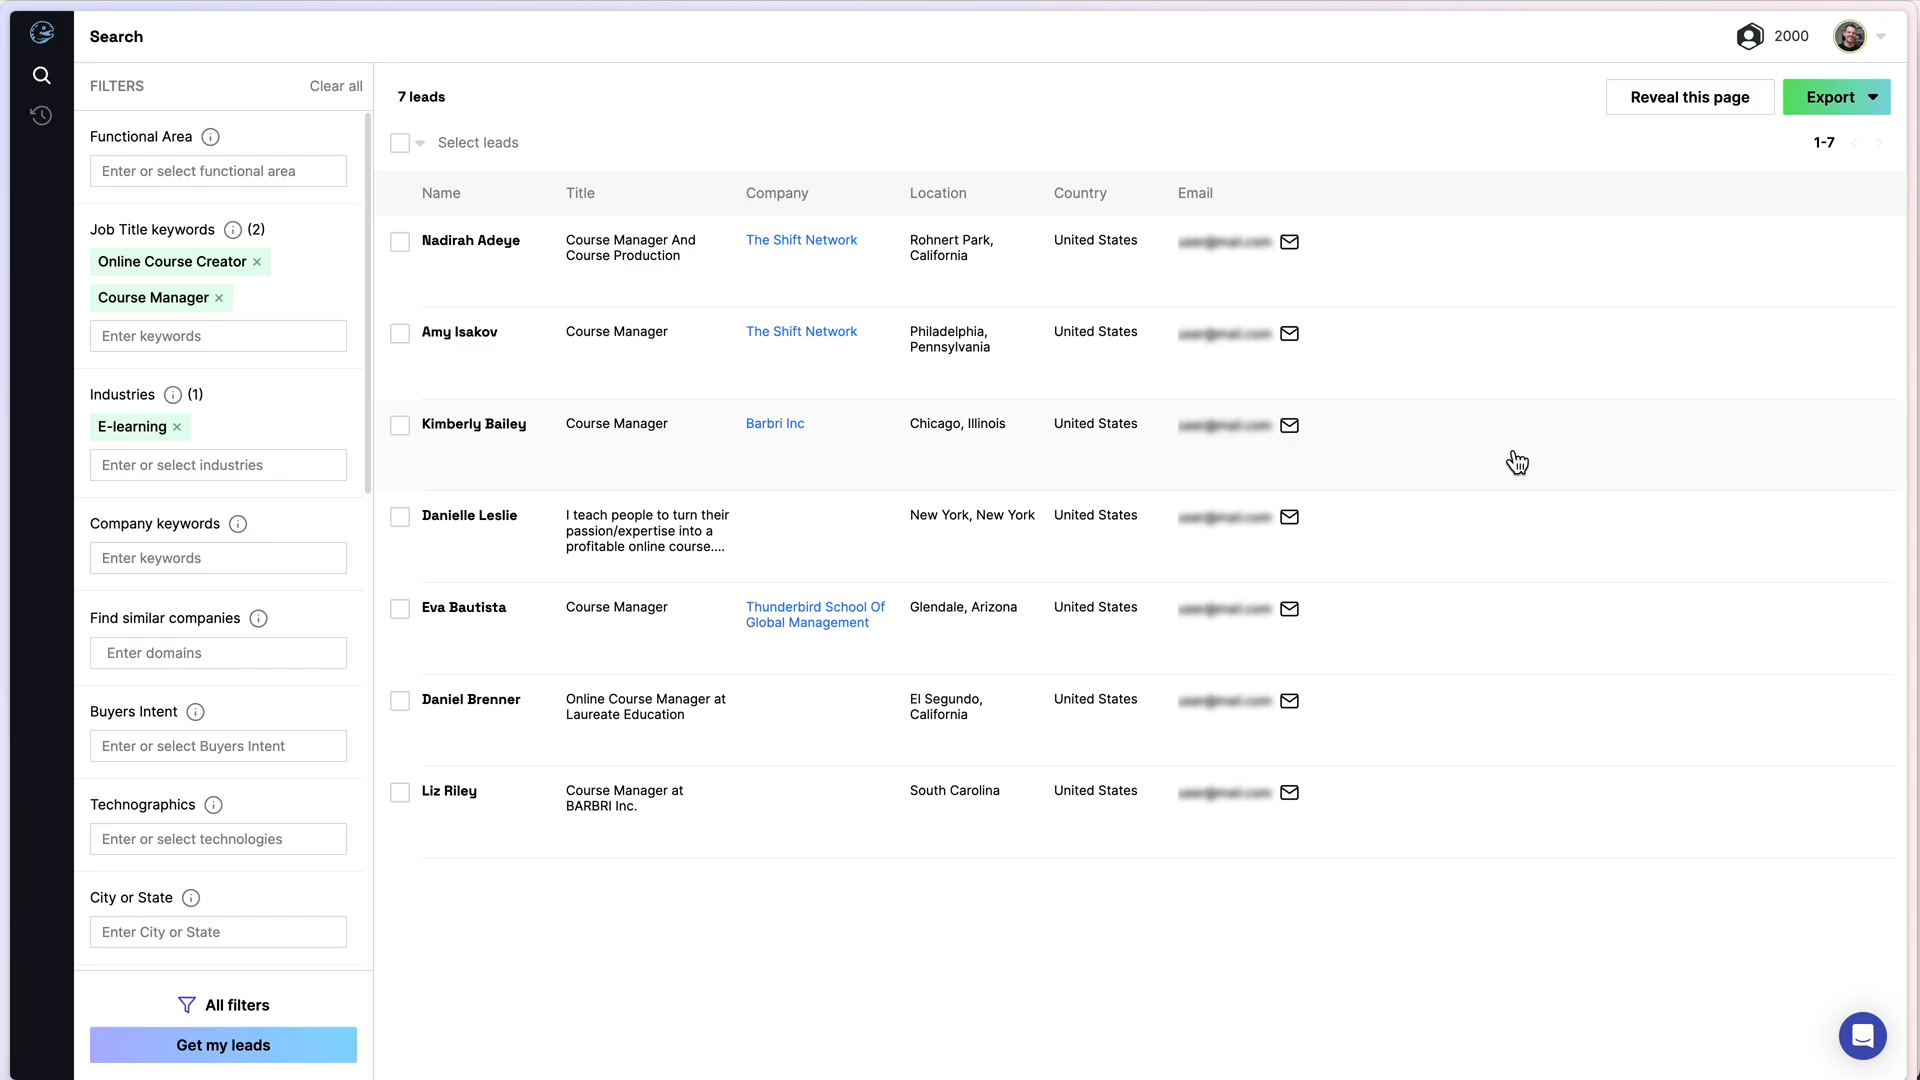 Search
2000
FILTERS
Clear all
Functional Area
Enter or select functional area
Job Title keywords (2)
Online Course Creator ×
Course Manager ×
Enter keywords
Industries (1)
E-learning ×
Enter or select industries
Company keywords
Enter keywords
Find similar companies
Enter domains
Buyers Intent
Enter or select Buyers Intent
Technographics
Enter or select technologies
City or State
Enter City or State
All filters
Get my leads
7 leads
Reveal this page
Export
Select leads
1-7
Name Title Company Location Country Email
Nadirah Adeye Course Manager And The Shift Network Rohnert Park, United States
Course Production California
Amy Isakov Course Manager The Shift Network Philadelphia, United States
Pennsylvania
Kimberly Bailey Course Manager Barbri Inc Chicago, Illinois United States
Danielle Leslie I teach people to turn their New York, New York United States
passion/expertise into a
profitable online course....
Eva Bautista Course Manager Thunderbird School Of Glendale, Arizona United States
Global Management
Daniel Brenner Online Course Manager at El Segundo, United States
Laureate Education California
Liz Riley Course Manager at South Carolina United States
BARBRI Inc.